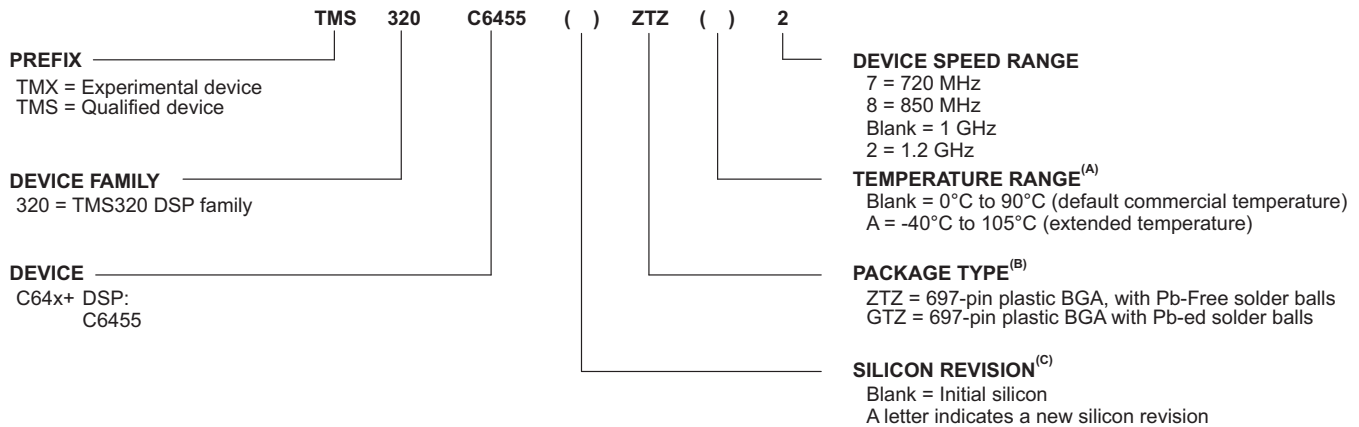 TMS 320 C6455 ( ) ZTZ ( ) 2
PREFIX
TMX = Experimental device
TMS = Qualified device
DEVICE FAMILY
320 = TMS320 DSP family
DEVICE
C64x+ DSP:
C6455
DEVICE SPEED RANGE
7 = 720 MHz
8 = 850 MHz
Blank = 1 GHz
2 = 1.2 GHz
TEMPERATURE RANGE(A)
Blank = 0°C to 90°C (default commercial temperature)
A = -40°C to 105°C (extended temperature)
PACKAGE TYPE(B)
ZTZ = 697-pin plastic BGA, with Pb-Free solder balls
GTZ = 697-pin plastic BGA with Pb-ed solder balls
SILICON REVISION(C)
Blank = Initial silicon
A letter indicates a new silicon revision